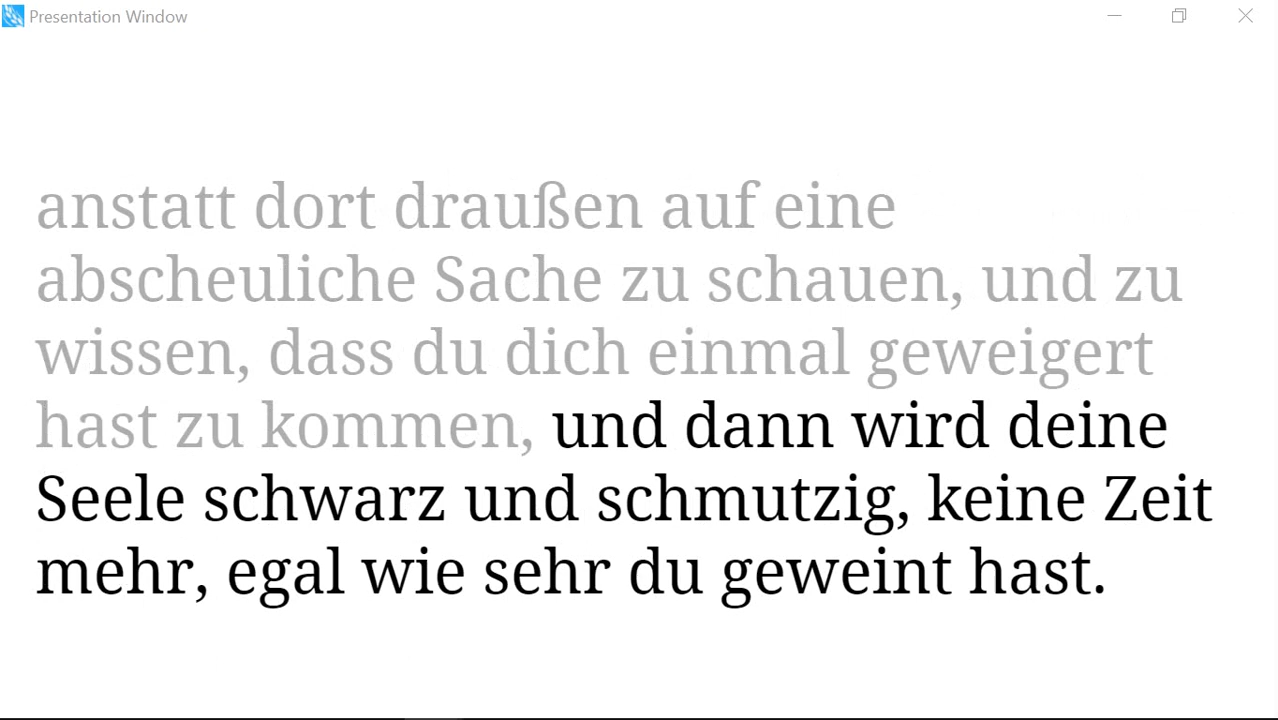 Presentation Window
anstatt dort draußen auf eine
abscheuliche Sache zu schauen, und zu
wissen, dass du dich einmal geweigert
hast zu kommen, und dann wird deine
Seele schwarz und schmutzig, keine Zeit
mehr, egal wie sehr du geweint hast.